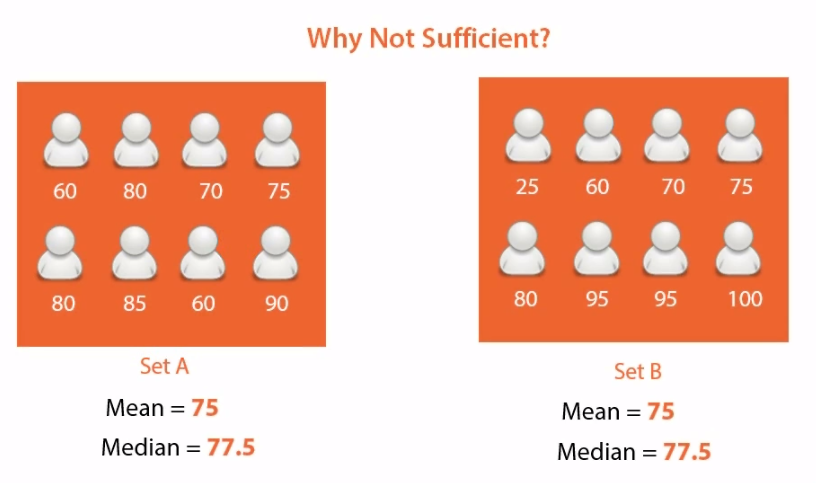 Why Not Sufficient?
60 80 70 75
80 85 60 90
Set A
Mean = 75
Median = 77.5
25 60 70 75
80 95 95 100
Set B
Mean = 75
Median = 77.5